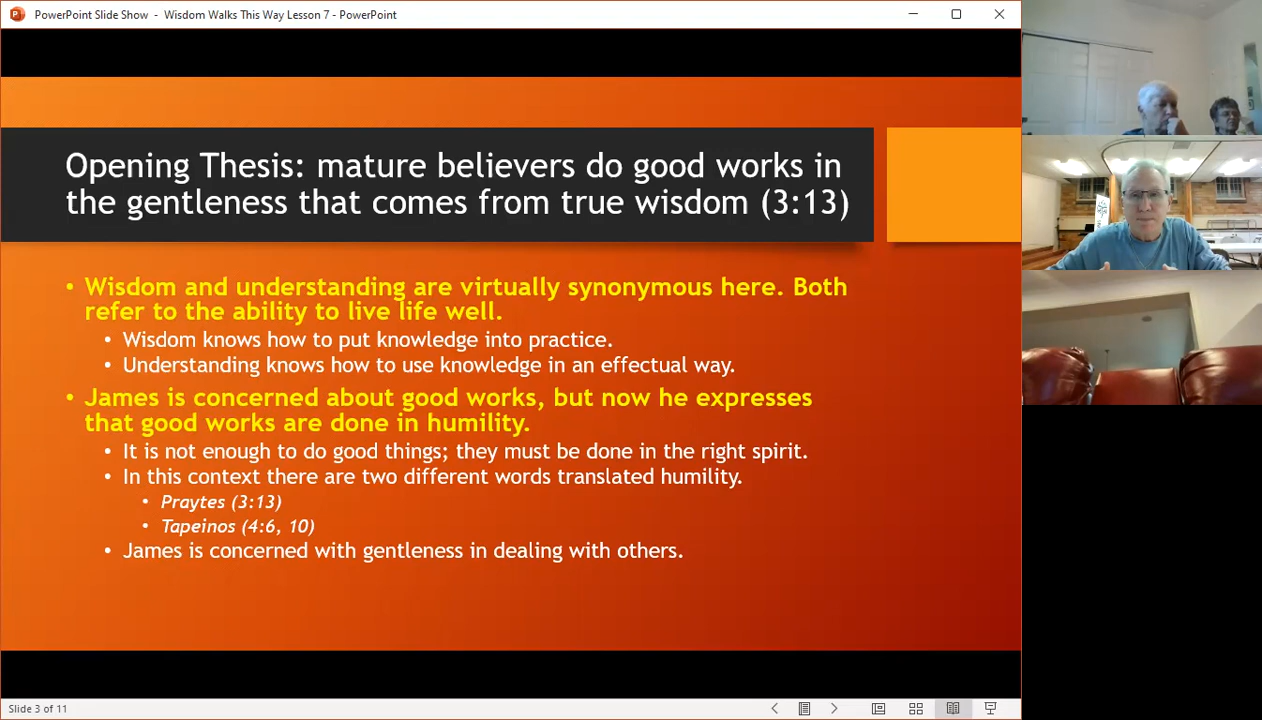 PowerPoint Slide Show - Wisdom Walks This Way Lesson 7 - PowerPoint
Opening Thesis: mature believers do good works in
the gentleness that comes from true wisdom (3:13)
• Wisdom and understanding are virtually synonymous here. Both
refer to the ability to live life well.
• Wisdom knows how to put knowledge into practice.
• Understanding knows how to use knowledge in an effectual way.
• James is concerned about good works, but now he expresses
that good works are done in humility.
• It is not enough to do good things; they must be done in the right spirit.
• In this context there are two different words translated humility.
• Praytes (3:13)
• Tapeinos (4:6, 10)
• James is concerned with gentleness in dealing with others.
Slide 3 of 11